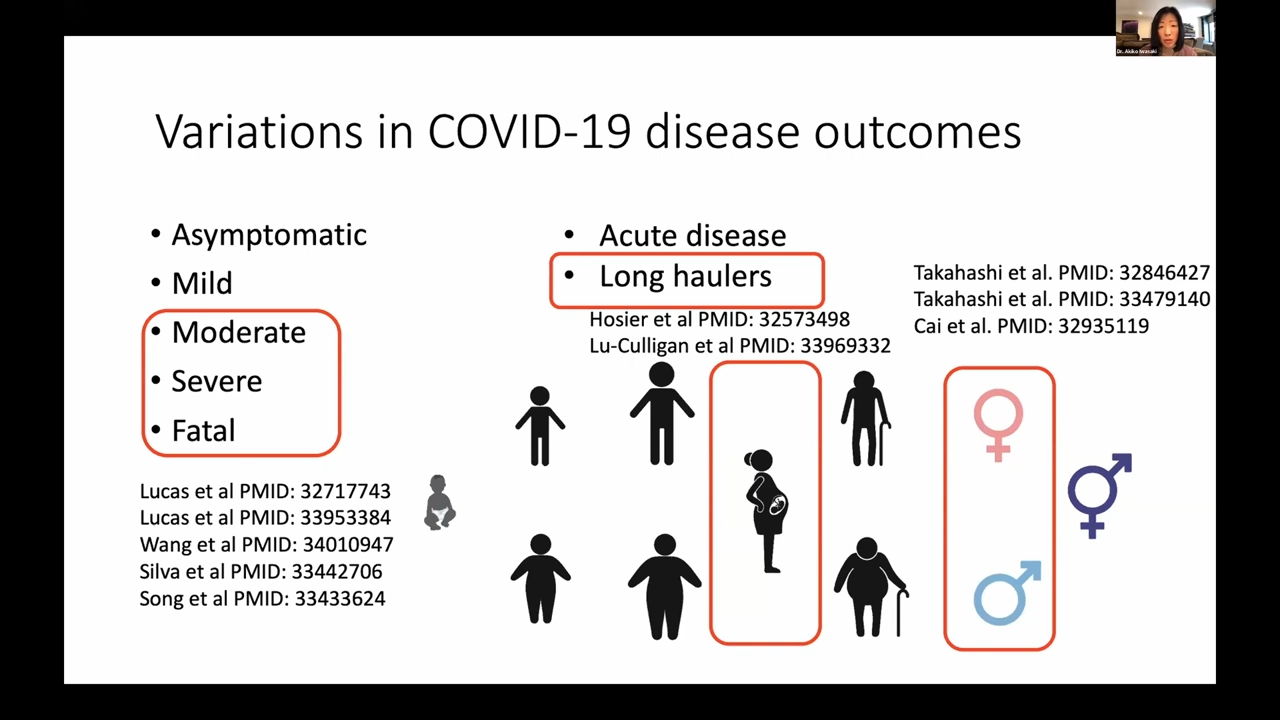 Dr. Akiko Iwasaki
Variations in COVID-19 disease outcomes
• Asymptomatic
• Mild
• Moderate
• Severe
• Fatal
Lucas et al PMID: 32717743
Lucas et al PMID: 33953384
Wang et al PMID: 34010947
Silva et al PMID: 33442706
Song et al PMID: 33433624
• Acute disease
• Long haulers
Hosier et al PMID: 32573498
Lu-Culligan et al PMID: 33969332
Takahashi et al. PMID: 32846427
Takahashi et al. PMID: 33479140
Cai et al. PMID: 32935119